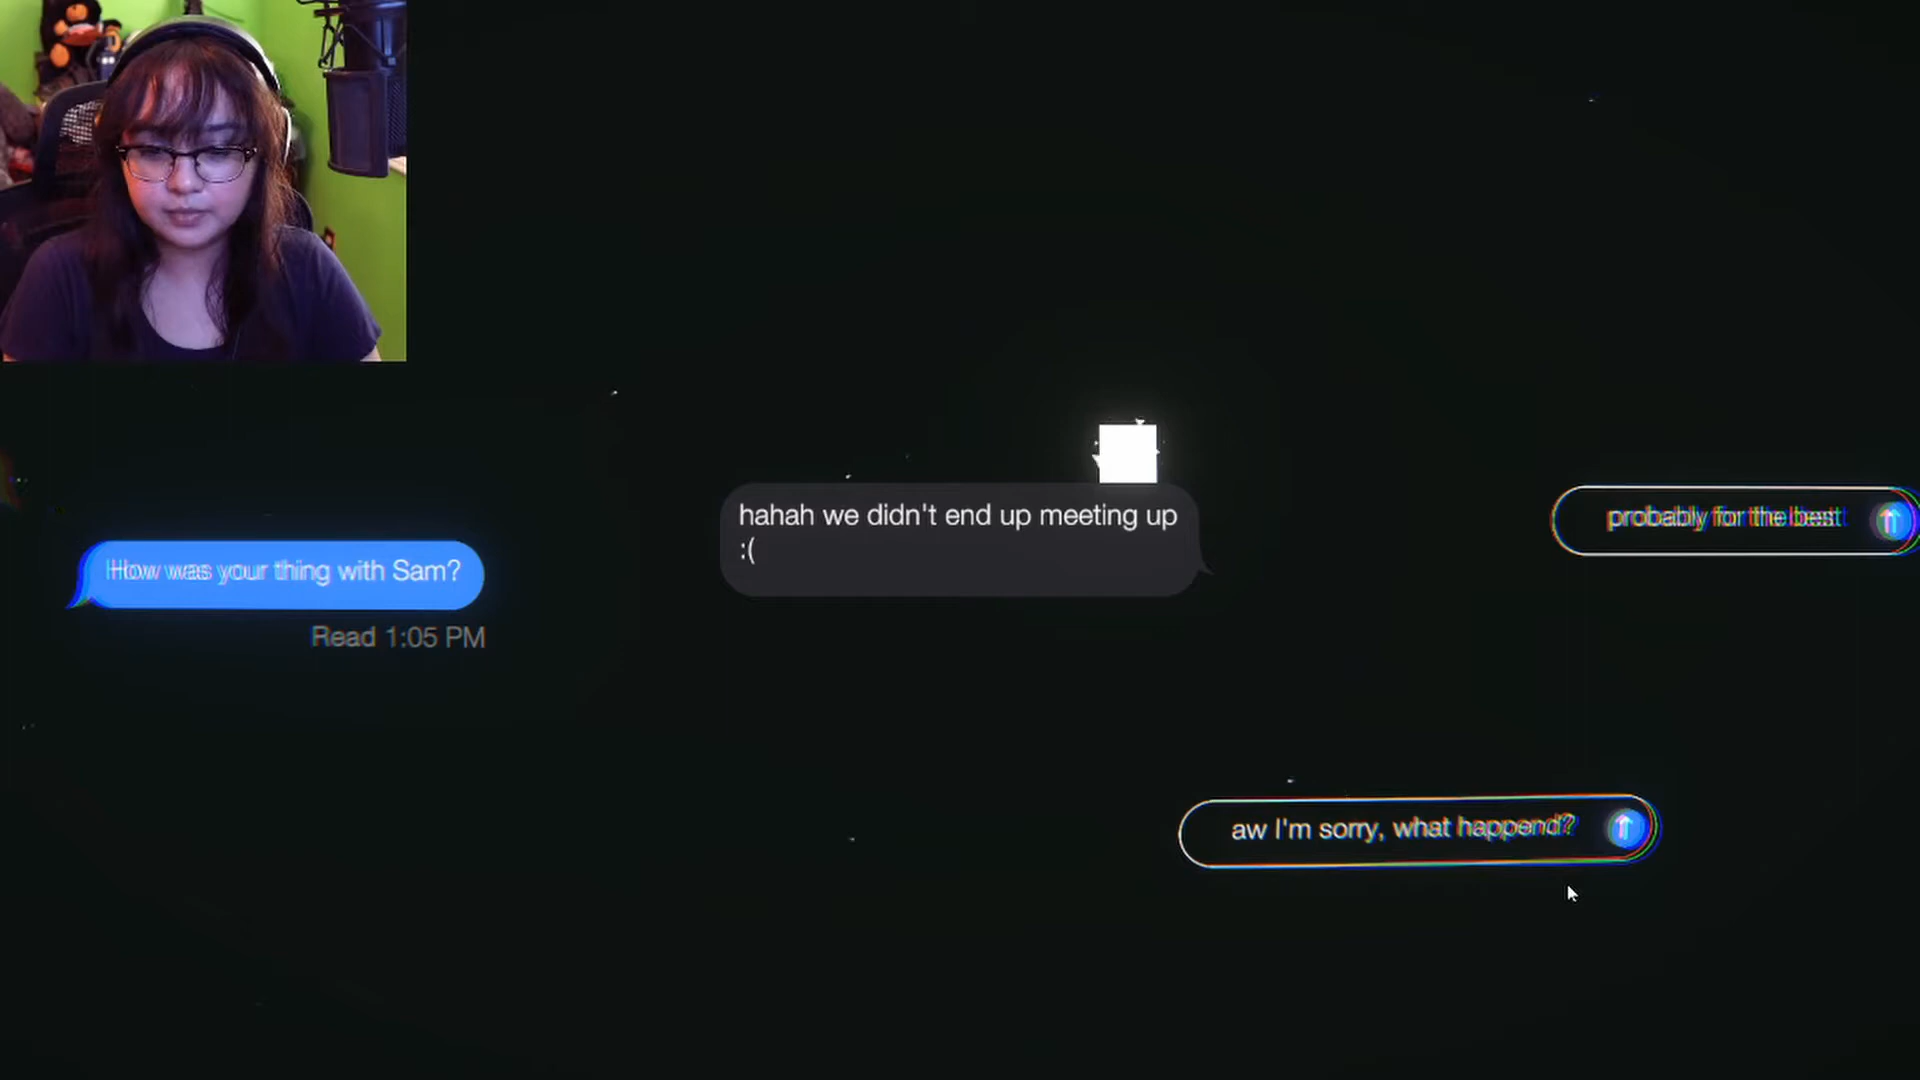 How was your thing with Sam?
Read 1:05 PM
hahah we didn't end up meeting up
:(
probably for the best
aw I'm sorry, what happend?